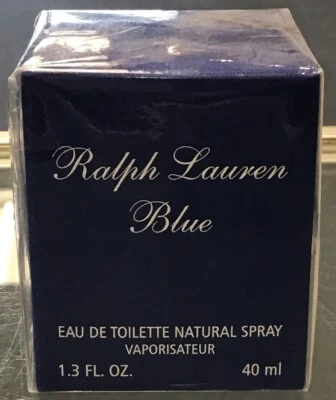 Ralph Lauren
Blue
EAU DE TOILETTE NATURAL SPRAY
VAPORISATEUR
1.3 FL. OZ. 40 ml